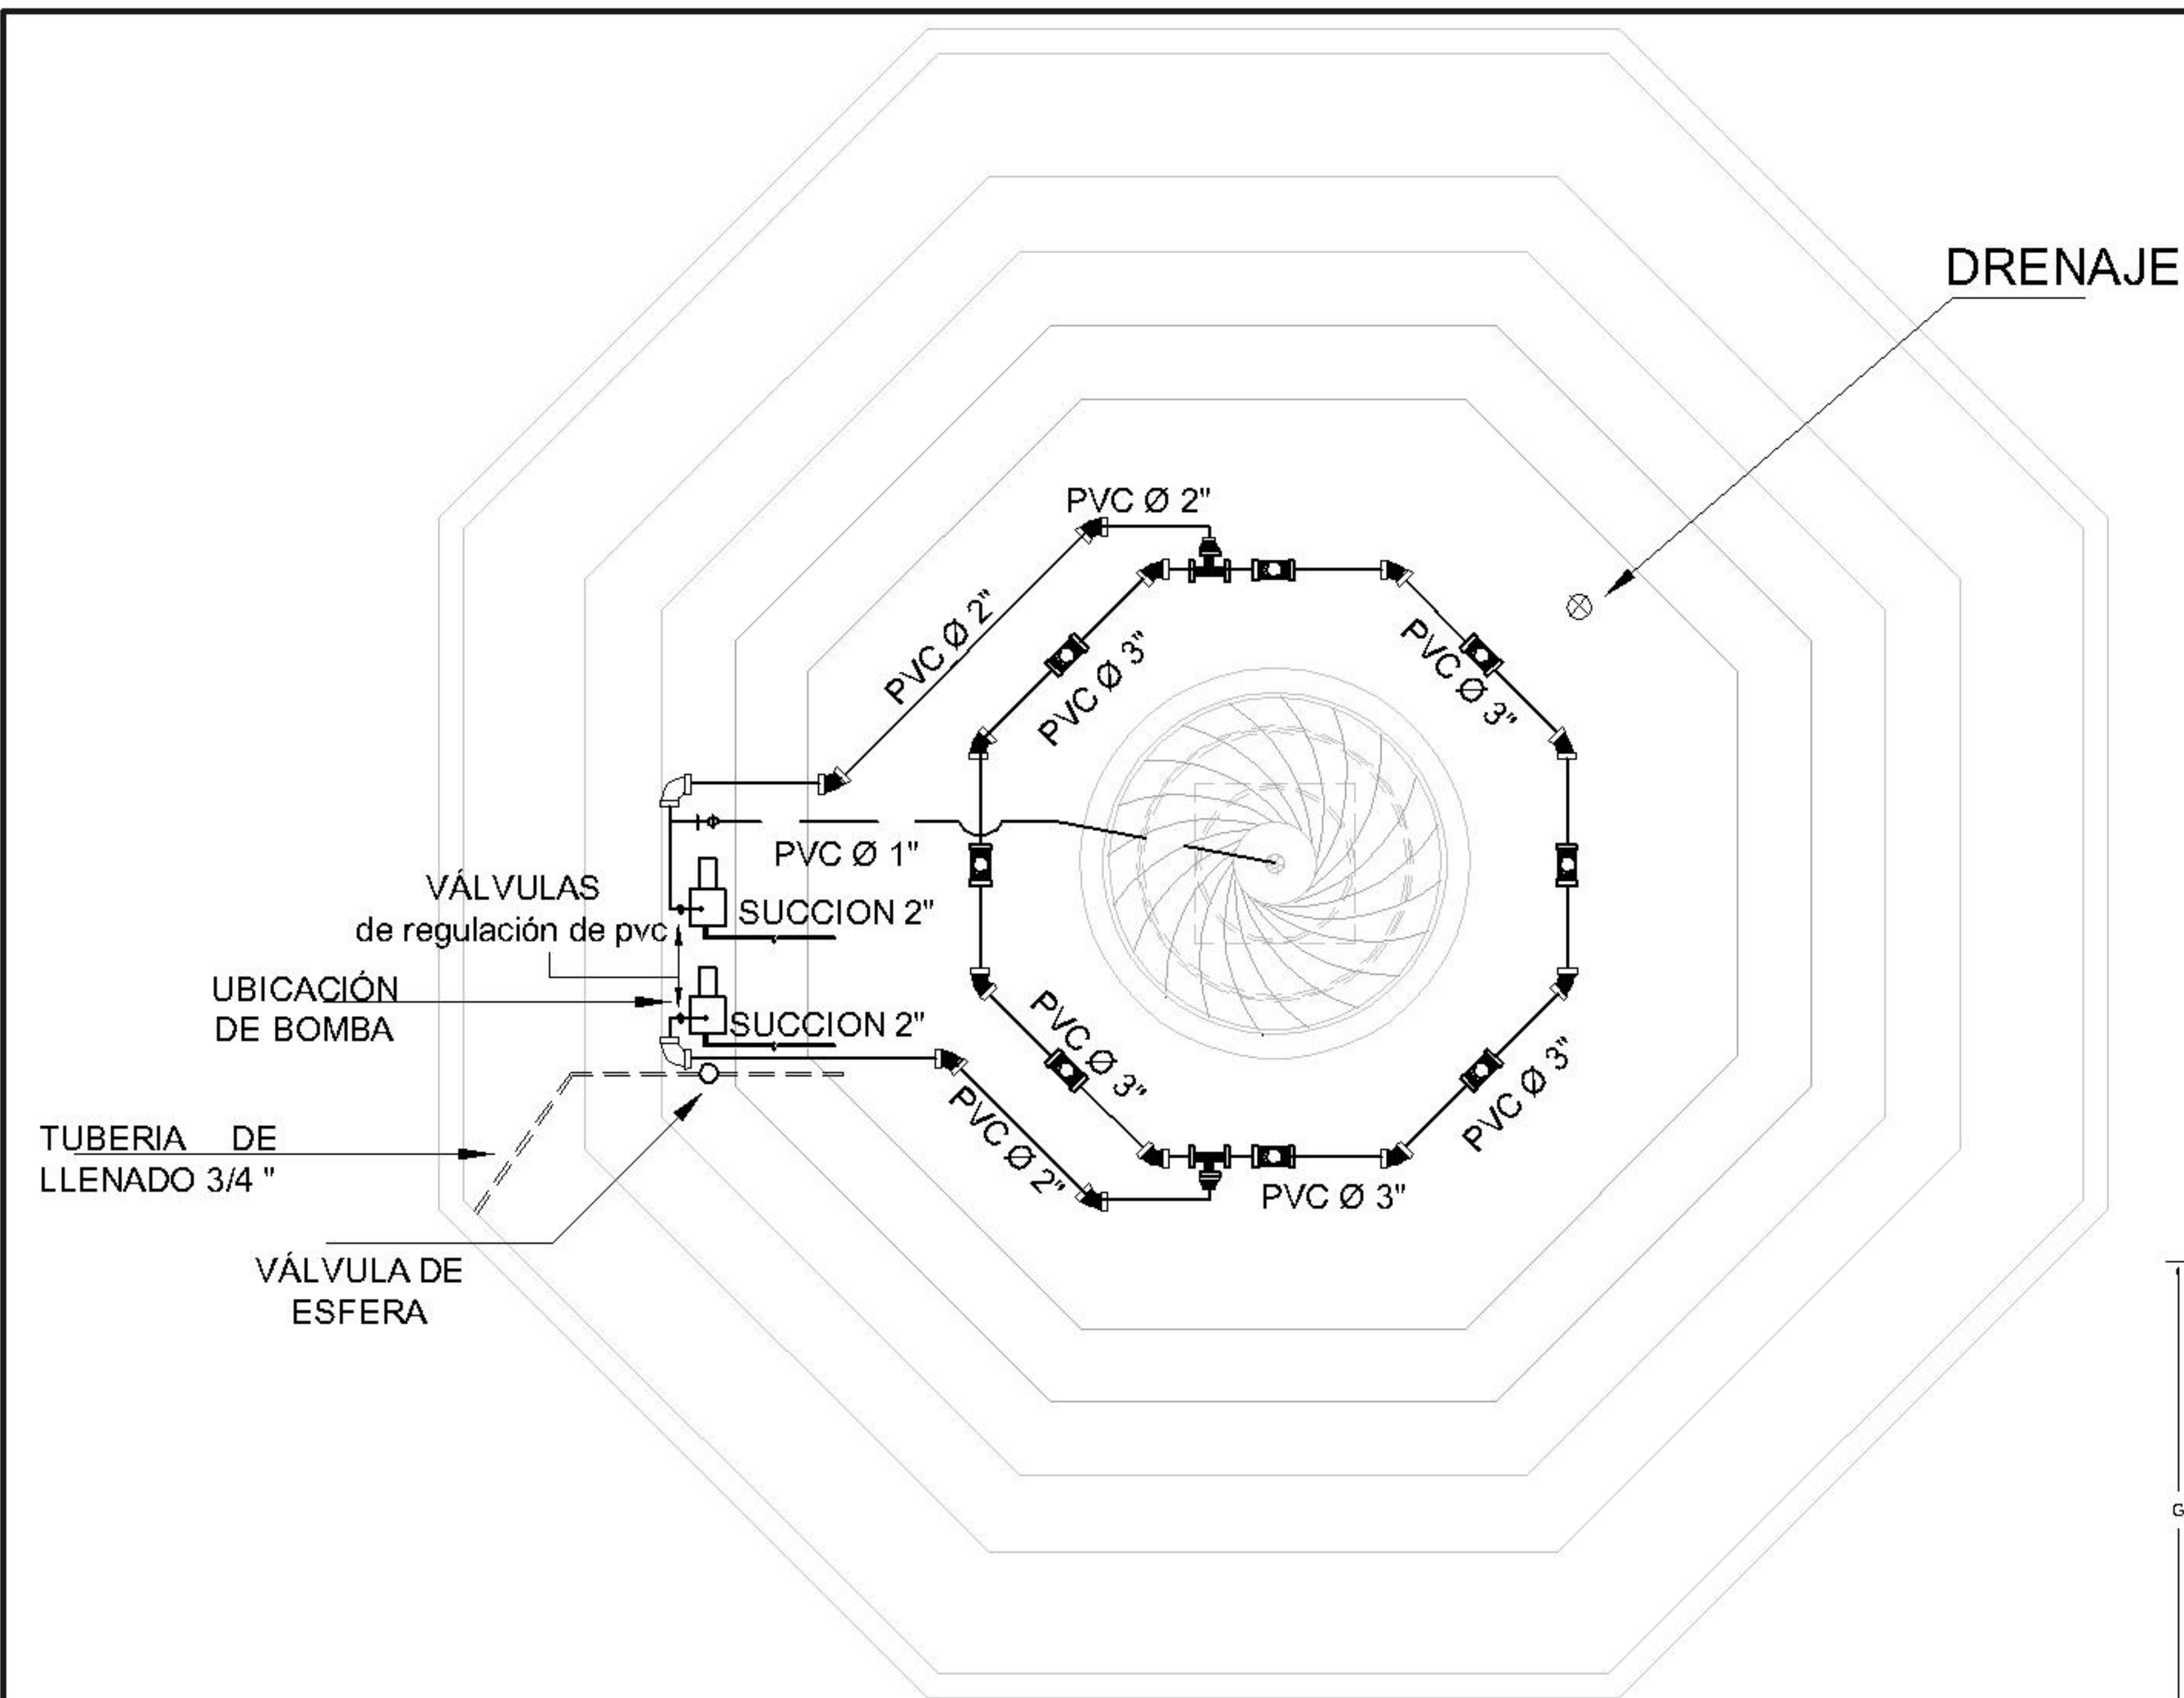 DRENAJE
PVC Ø 2"
PVC Ø 2"
PVC Ø 3"
PVC Ø 3"
PVC Ø 1"
VÁLVULAS
de regulación de pvc
SUCCION 2"
UBICACIÓN
DE BOMBA
SUCCION 2"
PVC Ø 3"
PVC Ø 3"
PVC Ø 2"
TUBERIA DE
LLENADO 3/4 "
PVC Ø 3"
VÁLVULA DE
ESFERA
G